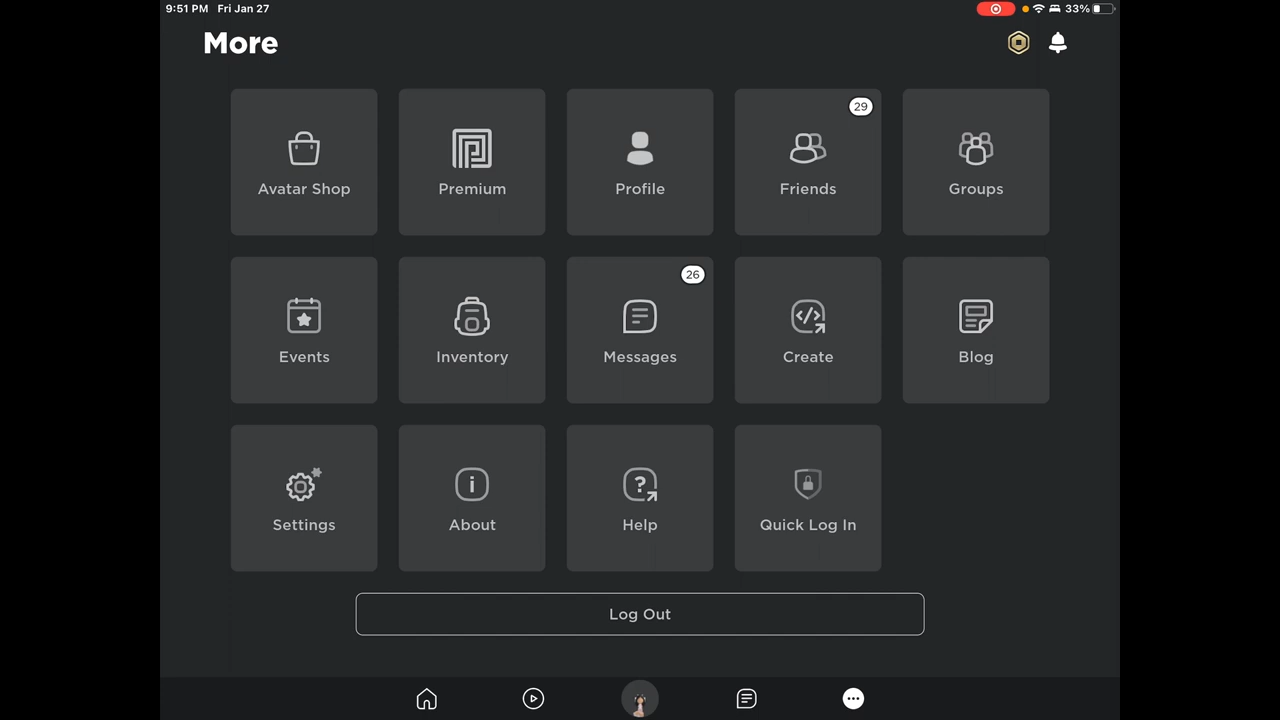 9:51 PM Fri Jan 27
33%
More
29
Avatar Shop Premium Profile Friends Groups
26
Events Inventory Messages Create Blog
Settings About Help Quick Log In
Log Out